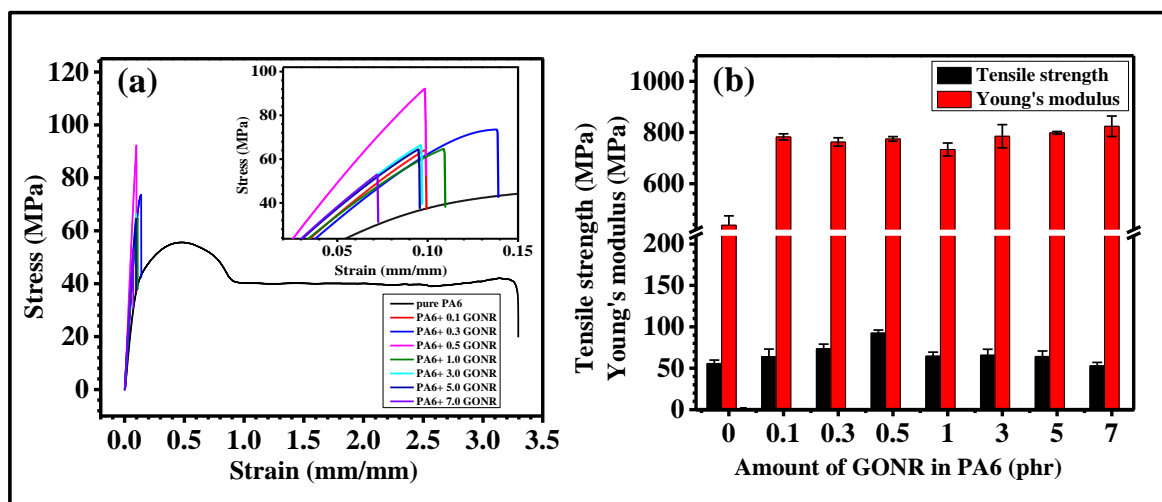 (a)
Stress (MPa)
120
100
80
60
40
20
0
0.0 0.5 1.0 1.5 2.0 2.5 3.0 3.5
Strain (mm/mm)
Stress (MPa)
100
80
60
40
0.05 0.10 0.15
Strain (mm/mm)
pure PA6
PA6+ 0.1 GONR
PA6+ 0.3 GONR
PA6+ 0.5 GONR
PA6+ 1.0 GONR
PA6+ 3.0 GONR
PA6+ 5.0 GONR
PA6+ 7.0 GONR
(b)
Tensile strength (MPa)
Young's modulus (MPa)
1000
800
600
200
150
100
50
0
Tensile strength
Young's modulus
0 0.1 0.3 0.5 1 3 5 7
Amount of GONR in PA6 (phr)